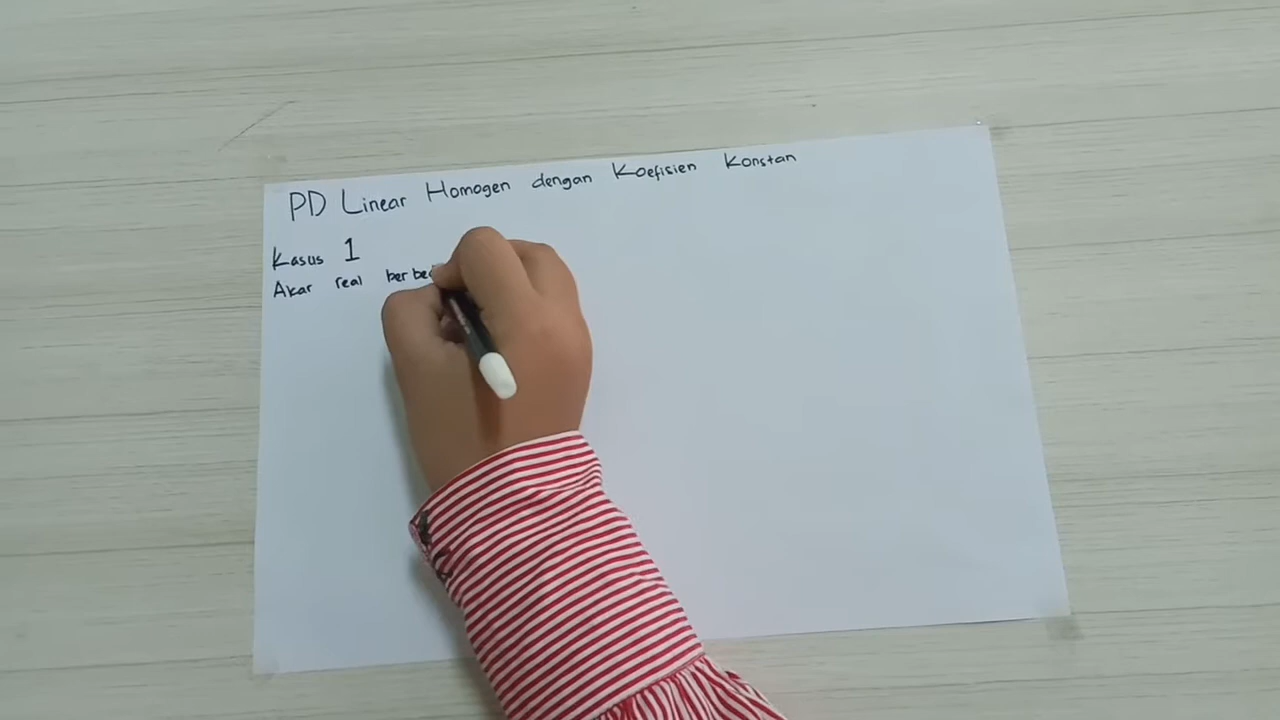 PD Linear Homogen dengan Koefisien Konstan
Kasus 1
Akar real